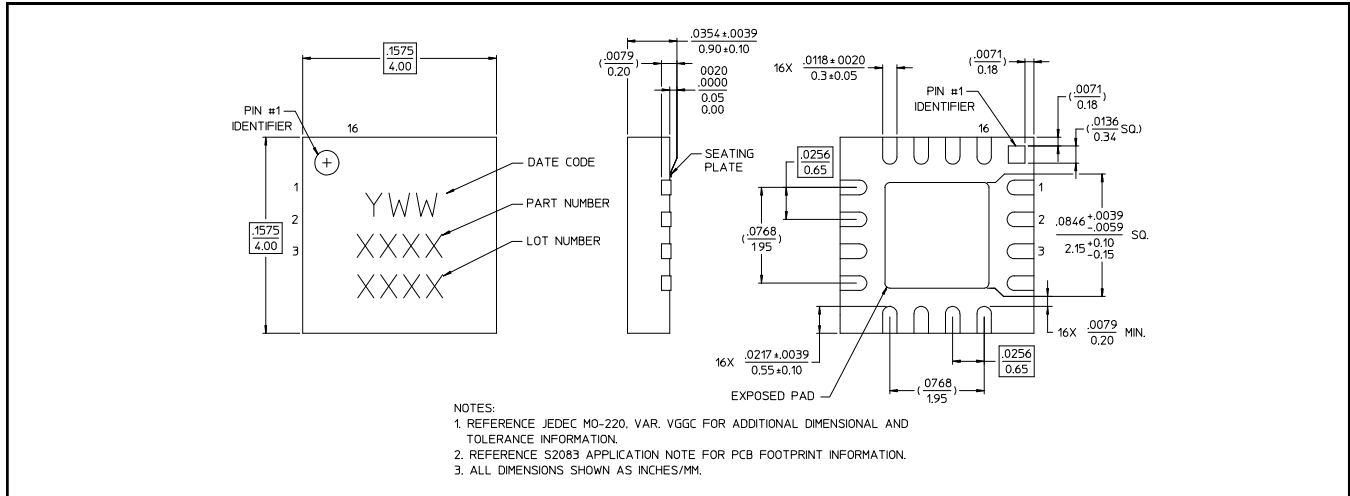 .1575
4.00
PIN #1
IDENTIFIER
16
1
2
3
.1575
4.00
YWW
XXXX
XXXX
DATE CODE
PART NUMBER
LOT NUMBER
.0354±.0039
0.90±0.10
(.0079
0.20)
0020
.0000
0.05
0.00
SEATING
PLATE
16X .0118±0020
0.3±0.05
(.0071
0.18)
PIN #1
IDENTIFIER
16
(.0071
0.18)
(.0136
0.34 SQ.)
.0256
0.65
(.0768
1.95)
1
2
3
.0846 +.0039
-.0059 SQ.
2.15 +0.10
-0.15
16X .0079
0.20 MIN.
16X .0217±.0039
0.55±0.10
.0256
0.65
(.0768
1.95)
EXPOSED PAD
NOTES:
1. REFERENCE JEDEC MO-220, VAR. VGGC FOR ADDITIONAL DIMENSIONAL AND
TOLERANCE INFORMATION.
2. REFERENCE S2083 APPLICATION NOTE FOR PCB FOOTPRINT INFORMATION.
3. ALL DIMENSIONS SHOWN AS INCHES/MM.